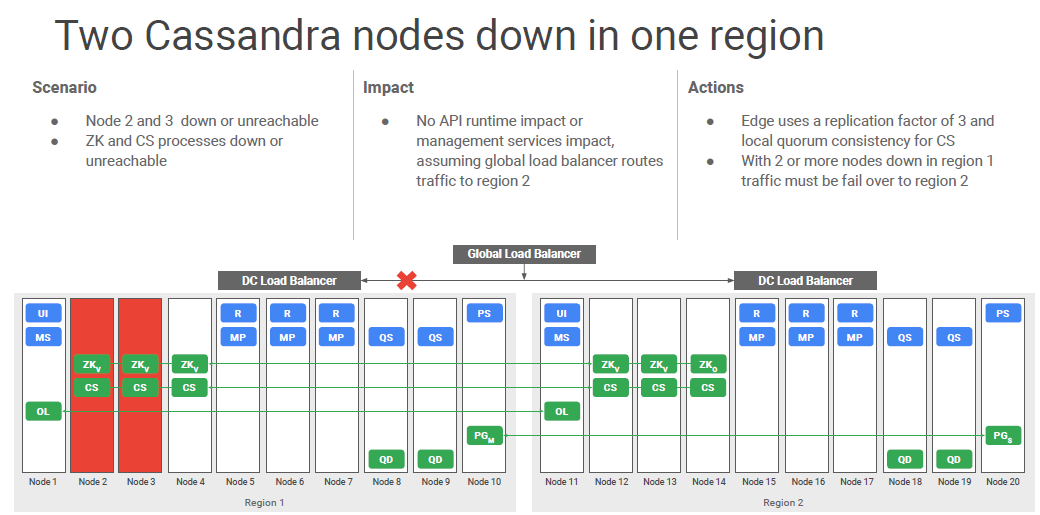 Two Cassandra nodes down in one region
Scenario
● Node 2 and 3 down or unreachable
● ZK and CS processes down or
unreachable
Impact
● No API runtime impact or
management services impact,
assuming global load balancer routes
traffic to region 2
Actions
● Edge uses a replication factor of 3 and
local quorum consistency for CS
● With 2 or more nodes down in region 1
traffic must be fail over to region 2
Global Load Balancer
DC Load Balancer
DC Load Balancer
UI R R R PS
MS MP MP MP QS QS
ZKV ZKV ZKV
CS CS CS
OL
PGM
QD QD
Node 1 Node 2 Node 3 Node 4 Node 5 Node 6 Node 7 Node 8 Node 9 Node 10
Region 1
UI R R R PS
MS MP MP MP QS QS
ZKV ZKV ZKO
CS CS CS
OL
PGS
QD QD
Node 11 Node 12 Node 13 Node 14 Node 15 Node 16 Node 17 Node 18 Node 19 Node 20
Region 2